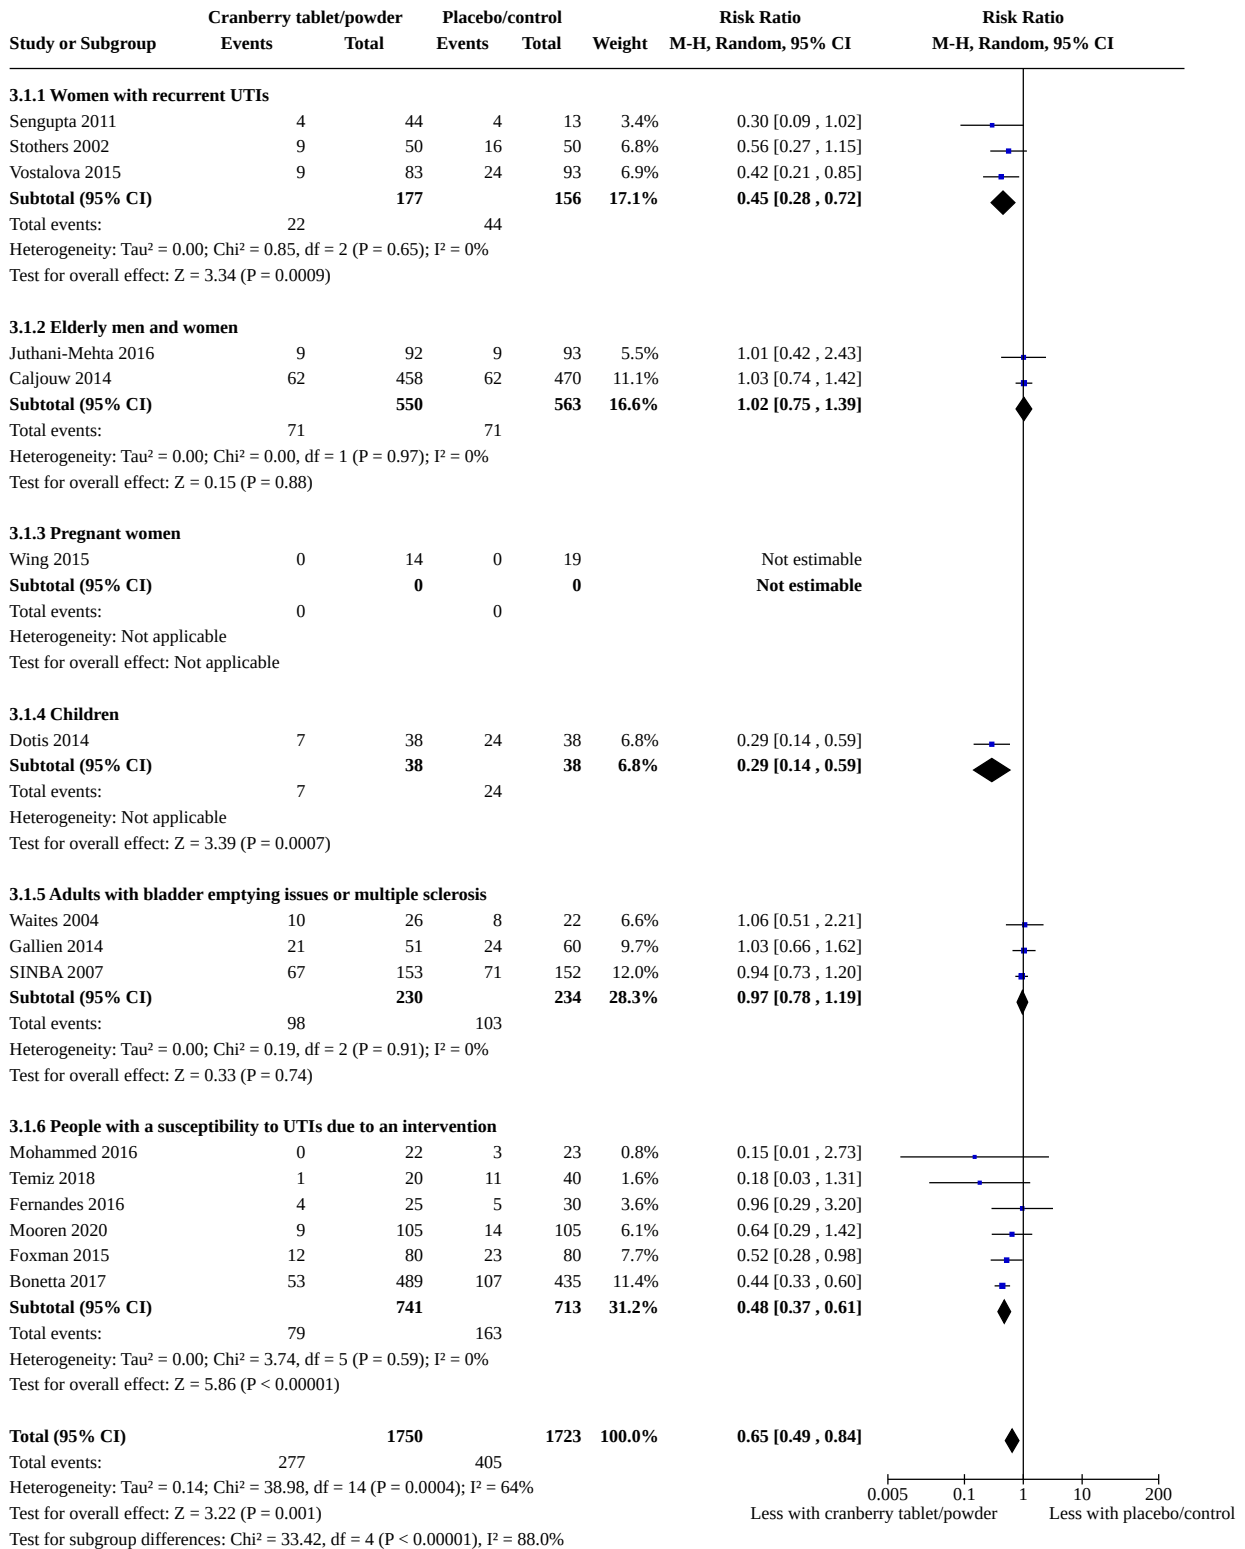 Cranberry tablet/powder Placebo/control Risk Ratio Risk Ratio
Study or Subgroup Events Total Events Total Weight M-H, Random, 95% CI M-H, Random, 95% CI
3.1.1 Women with recurrent UTIs
Sengupta 2011 4 44 4 13 3.4% 0.30 [0.09 , 1.02]
Stothers 2002 9 50 16 50 6.8% 0.56 [0.27 , 1.15]
Vostalova 2015 9 83 24 93 6.9% 0.42 [0.21 , 0.85]
Subtotal (95% CI) 177 156 17.1% 0.45 [0.28 , 0.72]
Total events: 22 44
Heterogeneity: Tau² = 0.00; Chi² = 0.85, df = 2 (P = 0.65); I² = 0%
Test for overall effect: Z = 3.34 (P = 0.0009)
3.1.2 Elderly men and women
Juthani-Mehta 2016 9 92 9 93 5.5% 1.01 [0.42 , 2.43]
Caljouw 2014 62 458 62 470 11.1% 1.03 [0.74 , 1.42]
Subtotal (95% CI) 550 563 16.6% 1.02 [0.75 , 1.39]
Total events: 71 71
Heterogeneity: Tau² = 0.00; Chi² = 0.00, df = 1 (P = 0.97); I² = 0%
Test for overall effect: Z = 0.15 (P = 0.88)
3.1.3 Pregnant women
Wing 2015 0 14 0 19 Not estimable
Subtotal (95% CI) 0 0 Not estimable
Total events: 0 0
Heterogeneity: Not applicable
Test for overall effect: Not applicable
3.1.4 Children
Dotis 2014 7 38 24 38 6.8% 0.29 [0.14 , 0.59]
Subtotal (95% CI) 38 38 6.8% 0.29 [0.14 , 0.59]
Total events: 7 24
Heterogeneity: Not applicable
Test for overall effect: Z = 3.39 (P = 0.0007)
3.1.5 Adults with bladder emptying issues or multiple sclerosis
Waites 2004 10 26 8 22 6.6% 1.06 [0.51 , 2.21]
Gallien 2014 21 51 24 60 9.7% 1.03 [0.66 , 1.62]
SINBA 2007 67 153 71 152 12.0% 0.94 [0.73 , 1.20]
Subtotal (95% CI) 230 234 28.3% 0.97 [0.78 , 1.19]
Total events: 98 103
Heterogeneity: Tau² = 0.00; Chi² = 0.19, df = 2 (P = 0.91); I² = 0%
Test for overall effect: Z = 0.33 (P = 0.74)
3.1.6 People with a susceptibility to UTIs due to an intervention
Mohammed 2016 0 22 3 23 0.8% 0.15 [0.01 , 2.73]
Temiz 2018 1 20 11 40 1.6% 0.18 [0.03 , 1.31]
Fernandes 2016 4 25 5 30 3.6% 0.96 [0.29 , 3.20]
Mooren 2020 9 105 14 105 6.1% 0.64 [0.29 , 1.42]
Foxman 2015 12 80 23 80 7.7% 0.52 [0.28 , 0.98]
Bonetta 2017 53 489 107 435 11.4% 0.44 [0.33 , 0.60]
Subtotal (95% CI) 741 713 31.2% 0.48 [0.37 , 0.61]
Total events: 79 163
Heterogeneity: Tau² = 0.00; Chi² = 3.74, df = 5 (P = 0.59); I² = 0%
Test for overall effect: Z = 5.86 (P < 0.00001)
Total (95% CI) 1750 1723 100.0% 0.65 [0.49 , 0.84]
Total events: 277 405
Heterogeneity: Tau² = 0.14; Chi² = 38.98, df = 14 (P = 0.0004); I² = 64%
0.005 0.1 1 10 200
Test for overall effect: Z = 3.22 (P = 0.001) Less with cranberry tablet/powder Less with placebo/control
Test for subgroup differences: Chi² = 33.42, df = 4 (P < 0.00001), I² = 88.0%